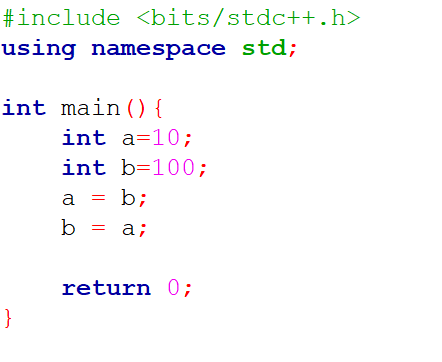 #include <bits/stdc++.h>
using namespace std;
int main(){
    int a=10;
    int b=100;
    a = b;
    b = a;
    return 0;
}